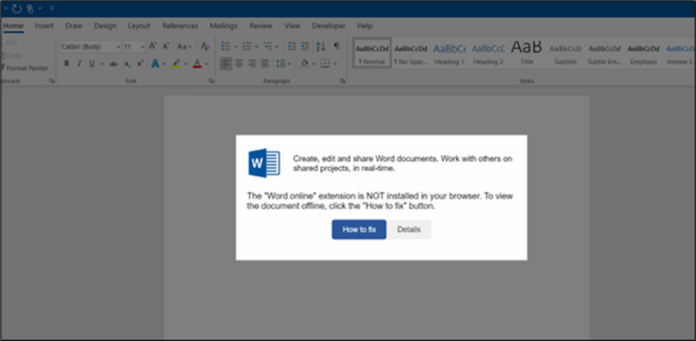 Home Insert Draw Design Layout References Mailings Review View Developer Help
Cut
Calibri (Body) 11 A A Aa A
AaBbCcDd AaBbCcDd AaBbCc AaBbCcC AaB AaBbCcD AaBbCcDd AaBbCcDd AaBbCcDd
Copy
Format Painter
B I U ab x x A A
1 Normal 1 No Spac... Heading 1 Heading 2 Title Subtitle Subtle Em... Emphasis Intense E
pboard Font Paragraph Styles
W
Create, edit and share Word documents. Work with others on
shared projects, in real-time.
The "Word online" extension is NOT installed in your browser. To view
the document offline, click the "How to fix" button.
How to fix Details